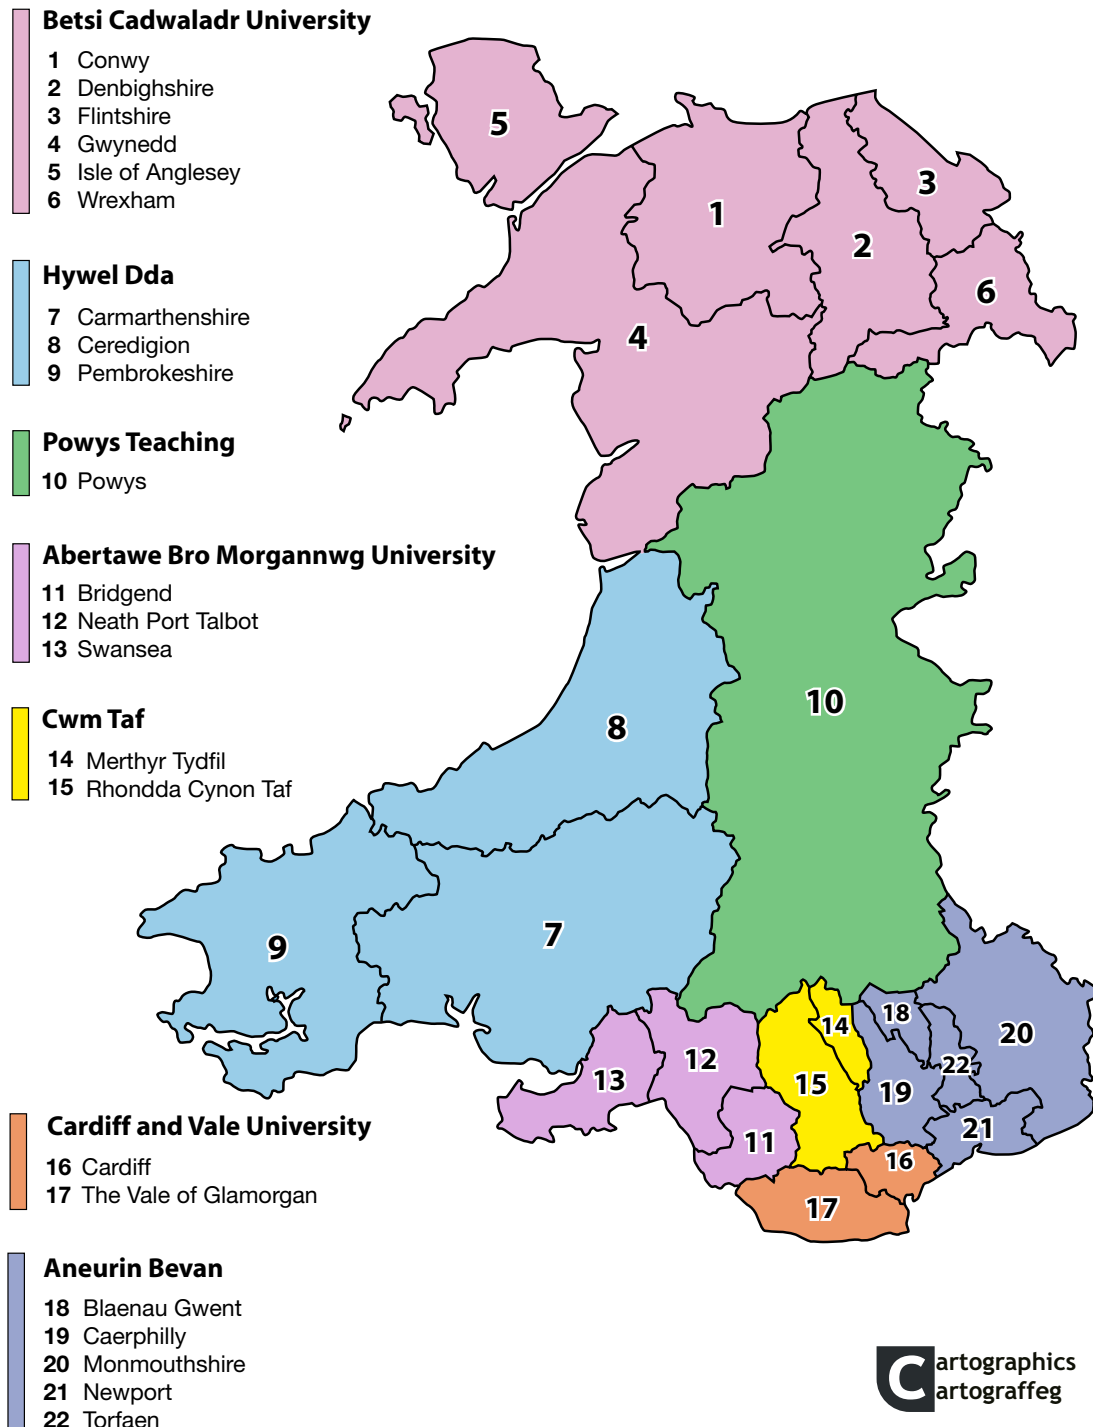 Betsi Cadwaladr University
1 Conwy
2 Denbighshire
3 Flintshire
4 Gwynedd
5 Isle of Anglesey
6 Wrexham
Hywel Dda
7 Carmarthenshire
8 Ceredigion
9 Pembrokeshire
Powys Teaching
10 Powys
Abertawe Bro Morgannwg University
11 Bridgend
12 Neath Port Talbot
13 Swansea
Cwm Taf
14 Merthyr Tydfil
15 Rhondda Cynon Taf
Cardiff and Vale University
16 Cardiff
17 The Vale of Glamorgan
Aneurin Bevan
18 Blaenau Gwent
19 Caerphilly
20 Monmouthshire
21 Newport
22 Torfaen
5
3
1
2
6
4
10
8
7
9
18
14
20
12
22
13
15
19
21
11
16
17
Cartographics
Cartograffeg